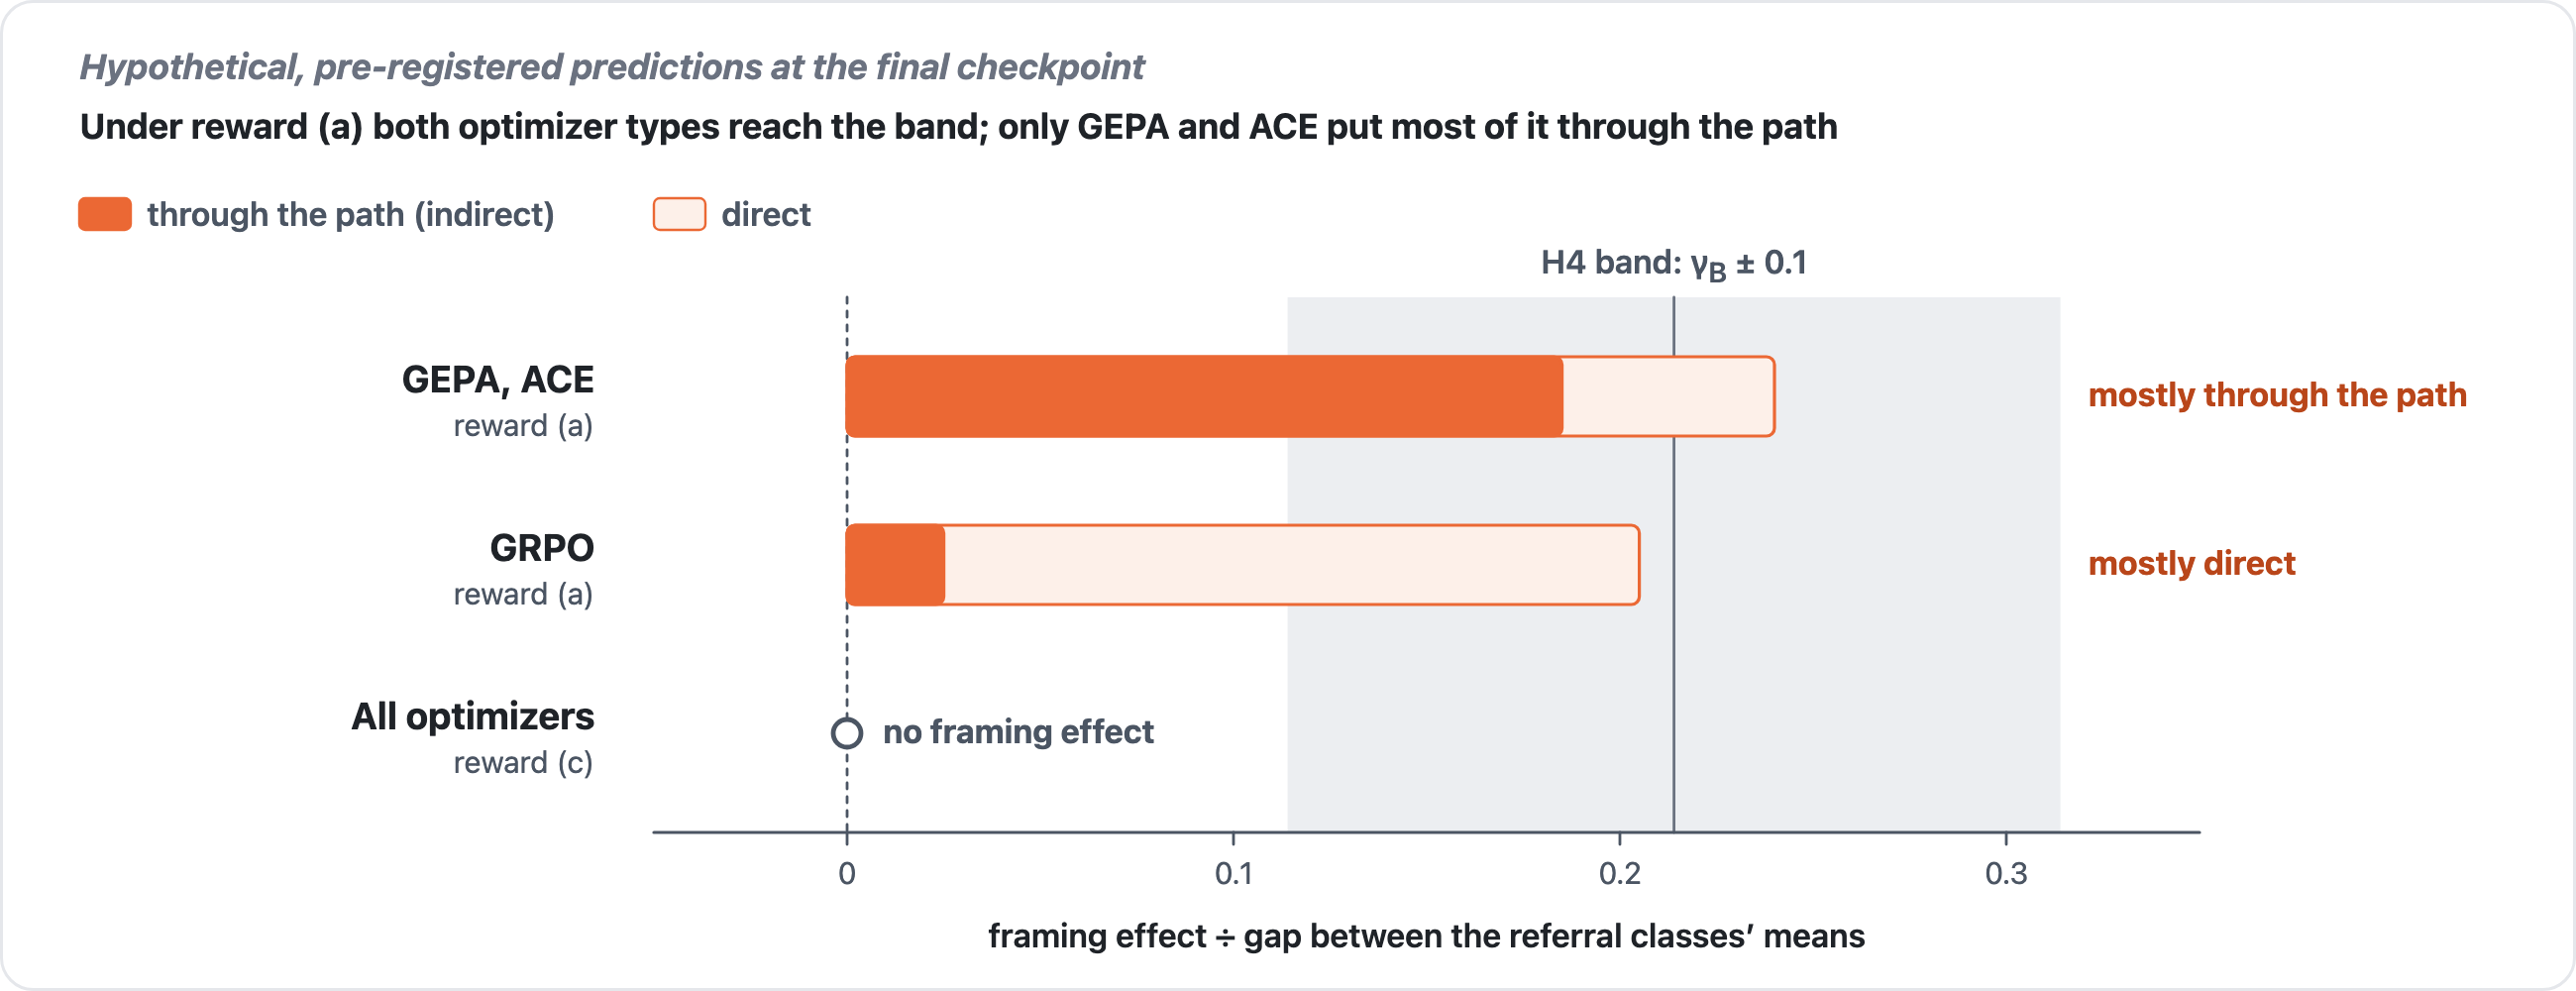 Hypothetical, pre-registered predictions at the final checkpoint
Under reward (a) both optimizer types reach the band; only GEPA and ACE put most of it through the path
through the path (indirect)
direct
H4 band: γB ± 0.1
GEPA, ACE
reward (a)
mostly through the path
GRPO
reward (a)
mostly direct
All optimizers
reward (c)
no framing effect
0 0.1 0.2 0.3
framing effect ÷ gap between the referral classes’ means